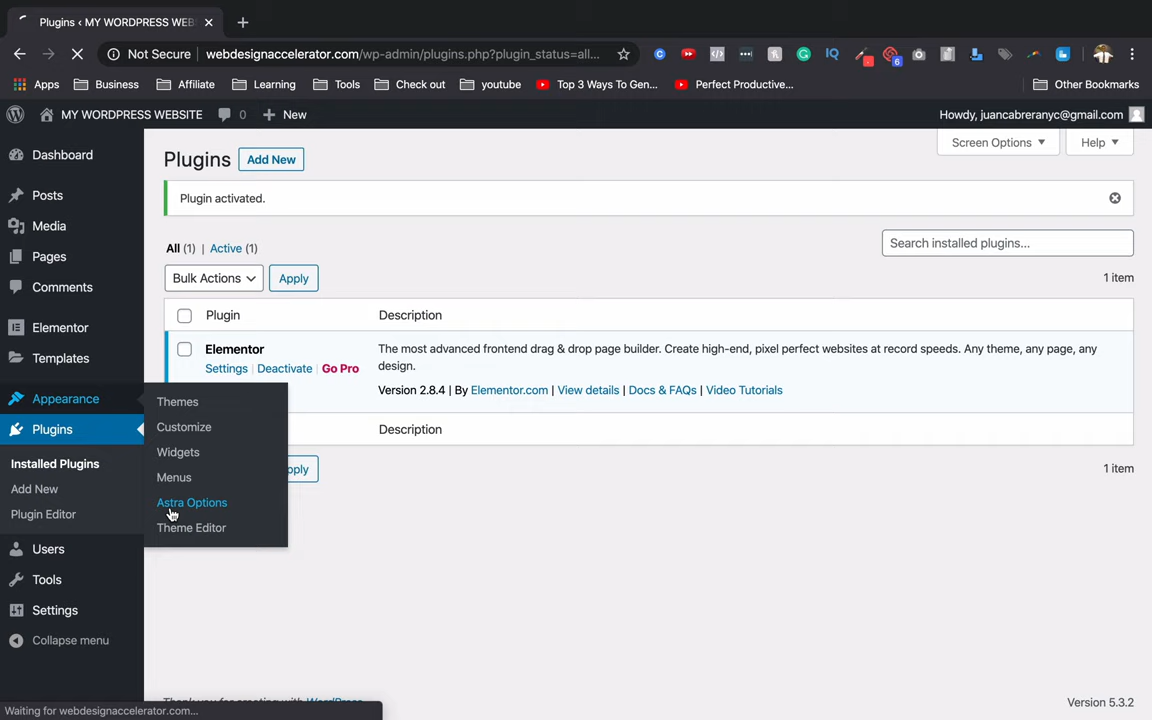 Plugins ‹ MY WORDPRESS WEB
Not Secure
webdesignaccelerator.com/wp-admin/plugins.php?plugin_status=all...
Apps
Business
Affiliate
Learning
Tools
Check out
youtube
Top 3 Ways To Gen...
Perfect Productive...
Other Bookmarks
MY WORDPRESS WEBSITE
0
New
Howdy, juancabreranyc@gmail.com
Dashboard
Posts
Media
Pages
Comments
Elementor
Templates
Appearance
Plugins
Installed Plugins
Add New
Plugin Editor
Users
Tools
Settings
Collapse menu
Themes
Customize
Widgets
Menus
Astra Options
Theme Editor
Screen Options
Help
Plugins
Add New
Plugin activated.
All (1) | Active (1)
Search installed plugins...
Bulk Actions
Apply
1 item
Plugin
Description
Elementor
Settings | Deactivate | Go Pro
The most advanced frontend drag & drop page builder. Create high-end, pixel perfect websites at record speeds. Any theme, any page, any
design.
Version 2.8.4 | By Elementor.com | View details | Docs & FAQs | Video Tutorials
Description
1 item
Version 5.3.2
Waiting for webdesignaccelerator.com...
IQ
6